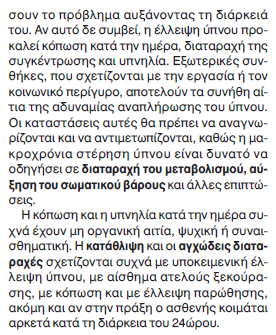 σουν το πρόβλημα αυξάνοντας τη διάρκειά
του. Αν αυτό δε συμβεί, η έλλειψη ύπνου προ-
καλεί κόπωση κατά την ημέρα, διαταραχή της
συγκέντρωσης και υπνηλία. Εξωτερικές συν-
θήκες, που σχετίζονται με την εργασία ή τον
κοινωνικό περίγυρο, αποτελούν τα συνήθη αί-
τια της αδυναμίας αναπλήρωσης του ύπνου.
Οι καταστάσεις αυτές θα πρέπει να αναγνω-
ρίζονται και να αντιμετωπίζονται, καθώς η μα-
κροχρόνια στέρηση ύπνου είναι δυνατό να
οδηγήσει σε διαταραχή του μεταβολισμού, αύ-
ξηση του σωματικού βάρους και άλλες επιπτώ-
σεις.
Η κόπωση και η υπνηλία κατά την ημέρα συ-
χνά έχουν μη οργανική αιτία, ψυχική ή συναι-
σθηματική. Η κατάθλιψη και οι αγχώδεις διατα-
ραχές σχετίζονται συχνά με υποκειμενική έλ-
λειψη ύπνου, με αίσθημα ατελούς ξεκούρα-
σης, με κόπωση και με έλλειψη παρώθησης,
ακόμη και αν στην πράξη ο ασθενής κοιμάται
αρκετά κατά τη διάρκεια του 24ώρου.